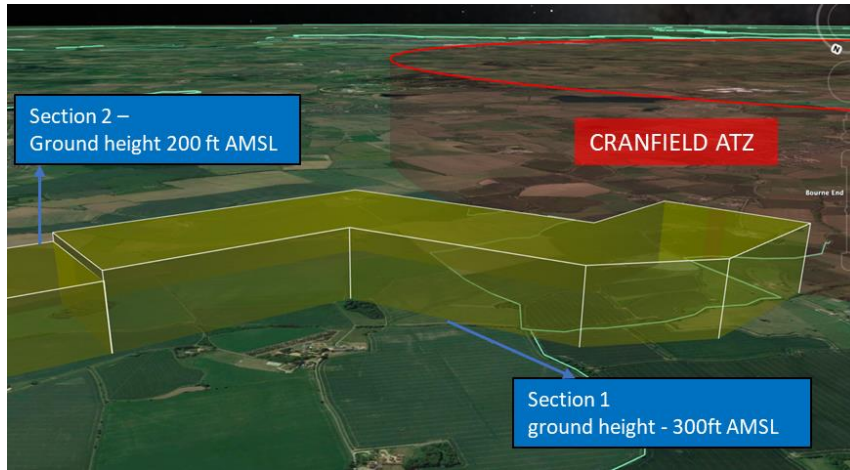 Section 2 –
Ground height 200 ft AMSL
CRANFIELD ATZ
Bourne End
Section 1
ground height - 300ft AMSL
N